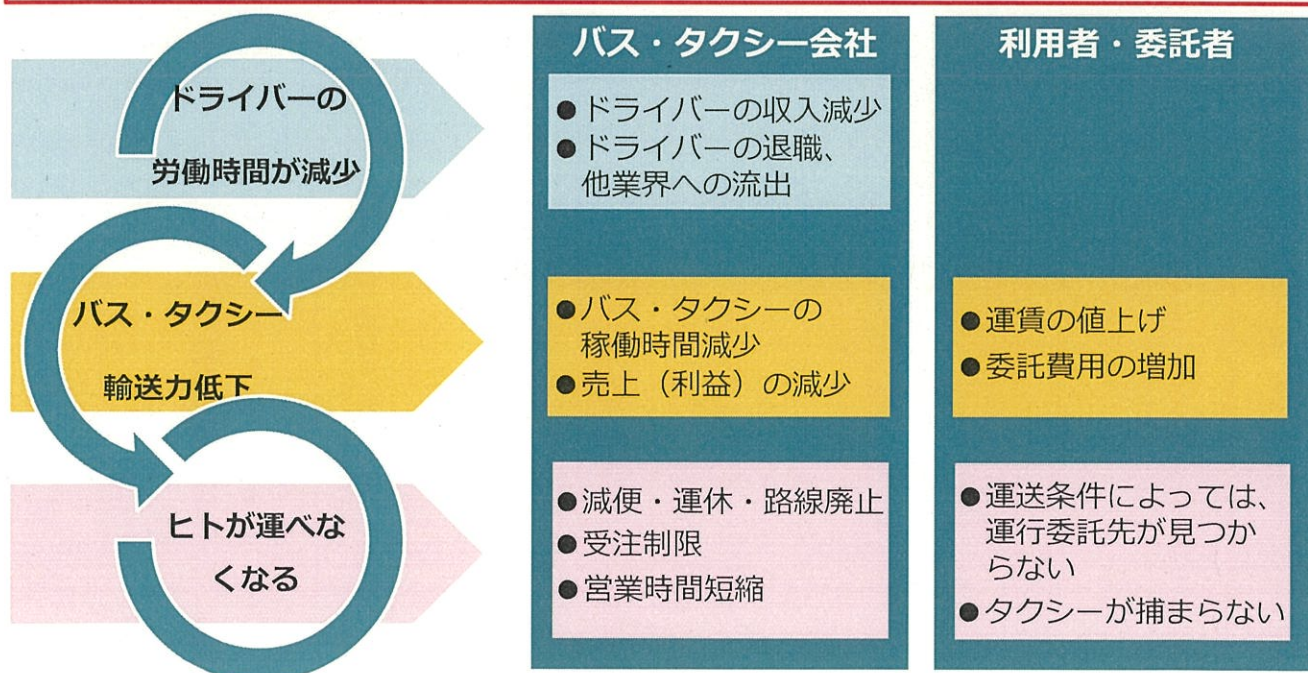 バス・タクシー会社
利用者・委託者
ドライバーの
労働時間が減少
●ドライバーの収入減少
●ドライバーの退職、
他業界への流出
バス・タクシー
輸送力低下
●バス・タクシーの
稼働時間減少
●売上（利益）の減少
●運賃の値上げ
●委託費用の増加
ヒトが運べな
くなる
●減便・運休・路線廃止
●受注制限
●営業時間短縮
●運送条件によっては、
運行委託先が見つか
らない
●タクシーが捕まらない